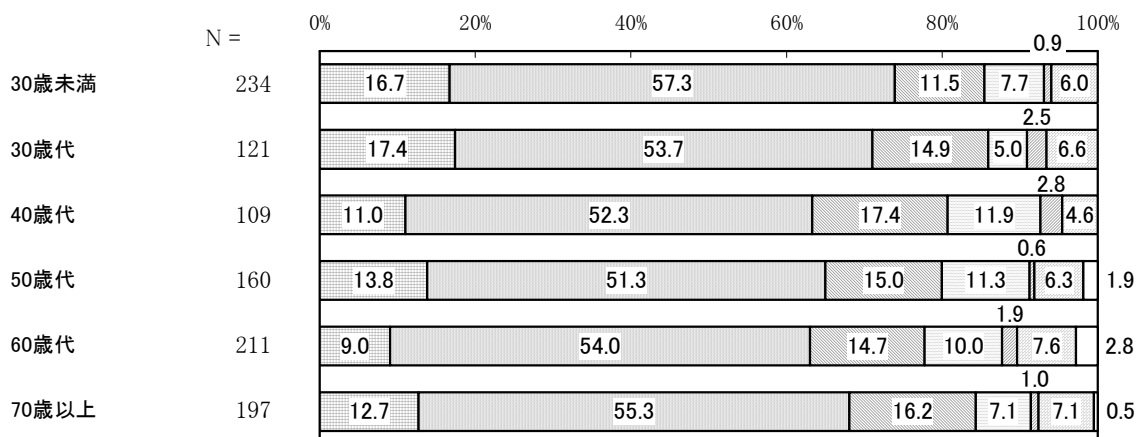 0% 20% 40% 60% 80% 100%
N =
0.9
30歳未満 234 16.7 57.3 11.5 7.7 6.0
2.5
30歳代 121 17.4 53.7 14.9 5.0 6.6
2.8
40歳代 109 11.0 52.3 17.4 11.9 4.6
0.6
50歳代 160 13.8 51.3 15.0 11.3 6.3 1.9
1.9
60歳代 211 9.0 54.0 14.7 10.0 7.6 2.8
1.0
70歳以上 197 12.7 55.3 16.2 7.1 7.1 0.5